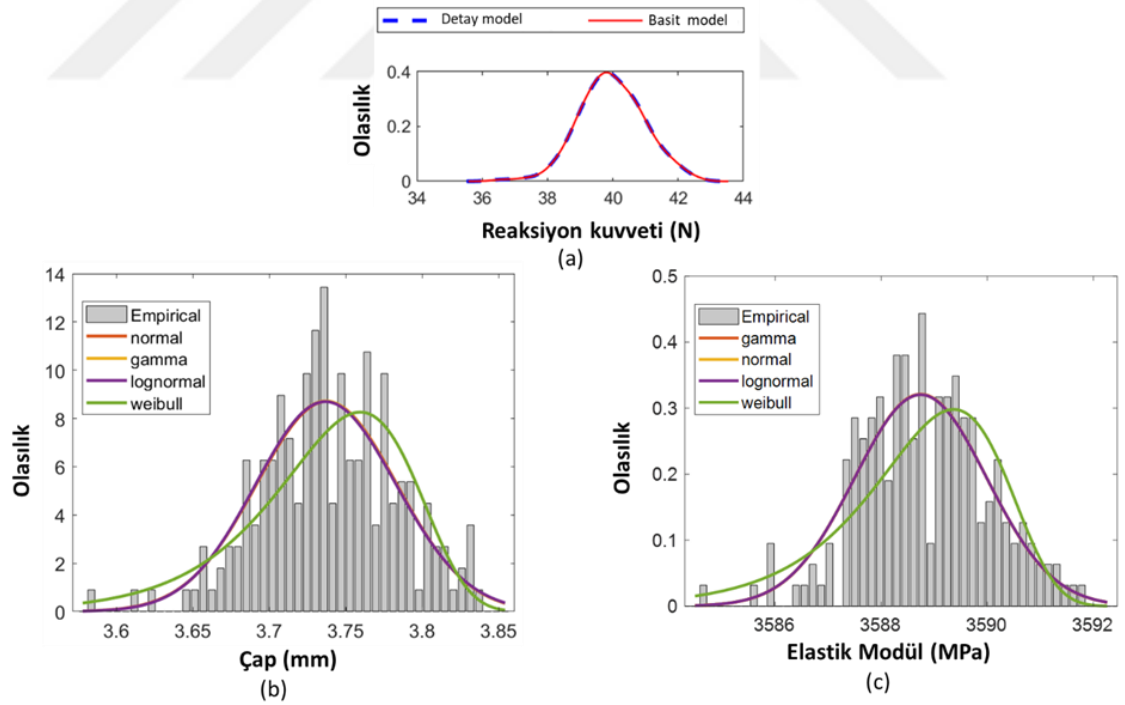 Detay model
Basit model
Olasılık
0.4
0.2
0
34 36 38 40 42 44
Reaksiyon kuvveti (N)
(a)
Olasılık
14
12
10
8
6
4
2
0
Empirical
normal
gamma
lognormal
weibull
3.6 3.65 3.7 3.75 3.8 3.85
Çap (mm)
(b)
Olasılık
0.5
0.4
0.3
0.2
0.1
0
Empirical
gamma
normal
lognormal
weibull
3586 3588 3590 3592
Elastik Modül (MPa)
(c)